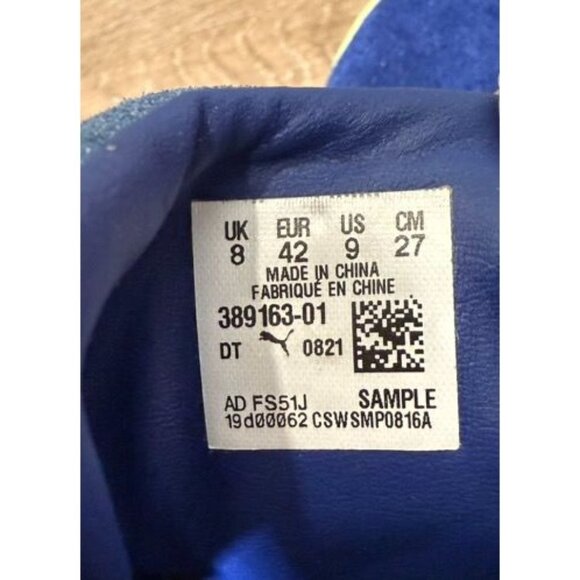 UK EUR US CM
8 42 9 27
MADE IN CHINA
FABRIQUÉ EN CHINE
389163-01
DT 0821
AD FS51J SAMPLE
19d00062 CSWSMP0816A